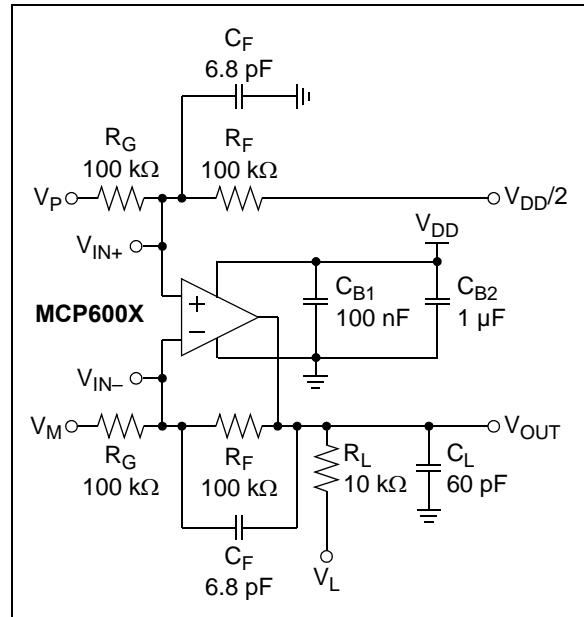 C_F
6.8 pF
R_G
100 kΩ
R_F
100 kΩ
V_P
V_DD/2
V_IN+
V_DD
MCP600X
+
−
C_B1
100 nF
C_B2
1 µF
V_IN–
V_M
V_OUT
R_G
100 kΩ
R_F
100 kΩ
R_L
10 kΩ
C_L
60 pF
C_F
6.8 pF
V_L